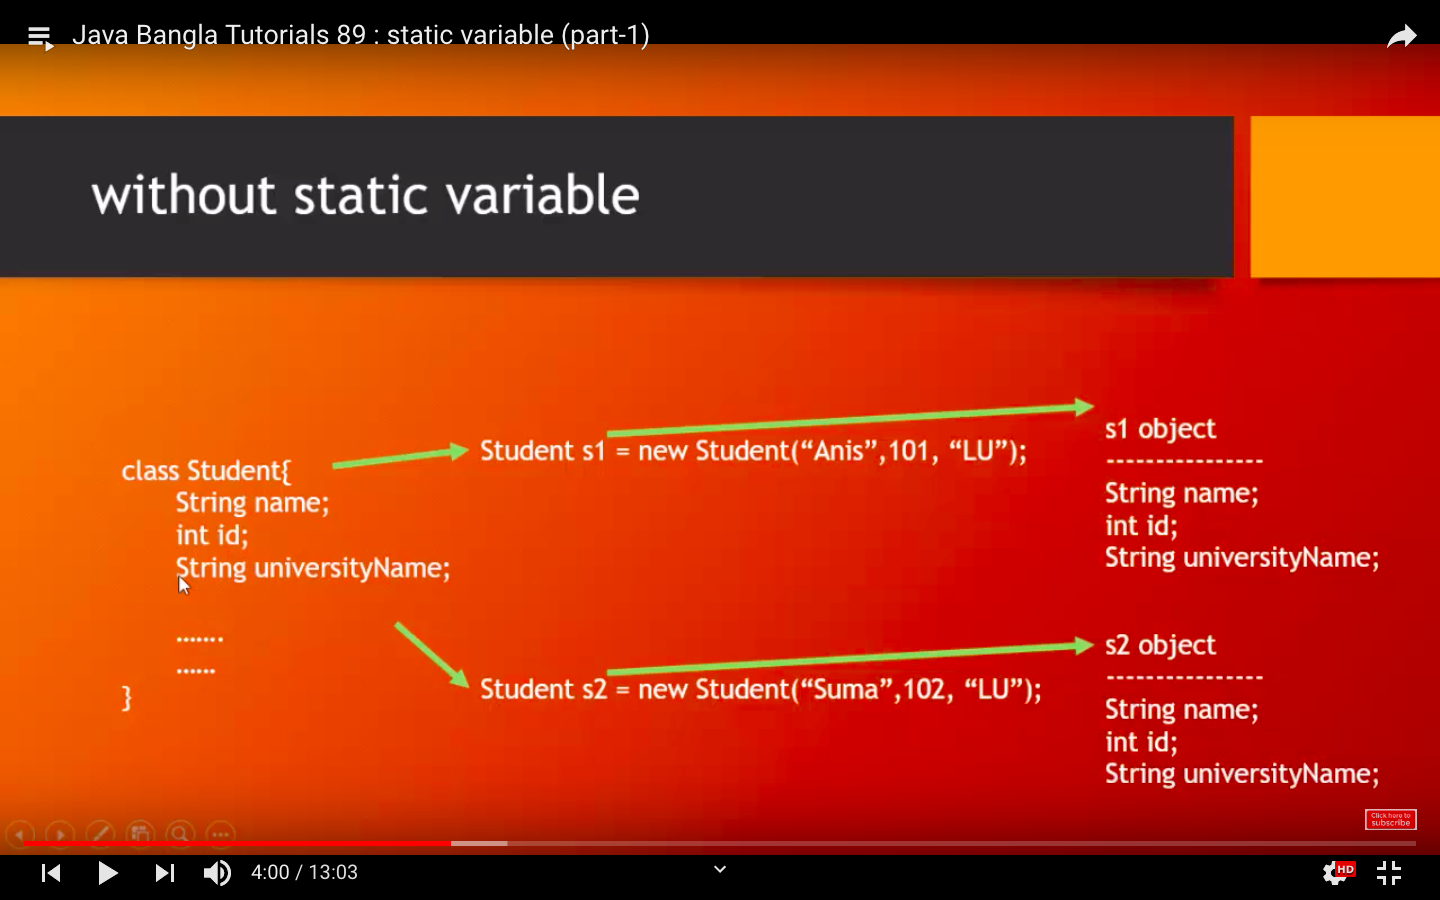 Java Bangla Tutorials 89 : static variable (part-1)
without static variable
class Student{
String name;
int id;
String universityName;
.......
......
}
Student s1 = new Student(“Anis”,101, “LU”);
Student s2 = new Student(“Suma”,102, “LU”);
s1 object
----------------
String name;
int id;
String universityName;
s2 object
----------------
String name;
int id;
String universityName;
Click here to
subscribe
4:00 / 13:03
HD